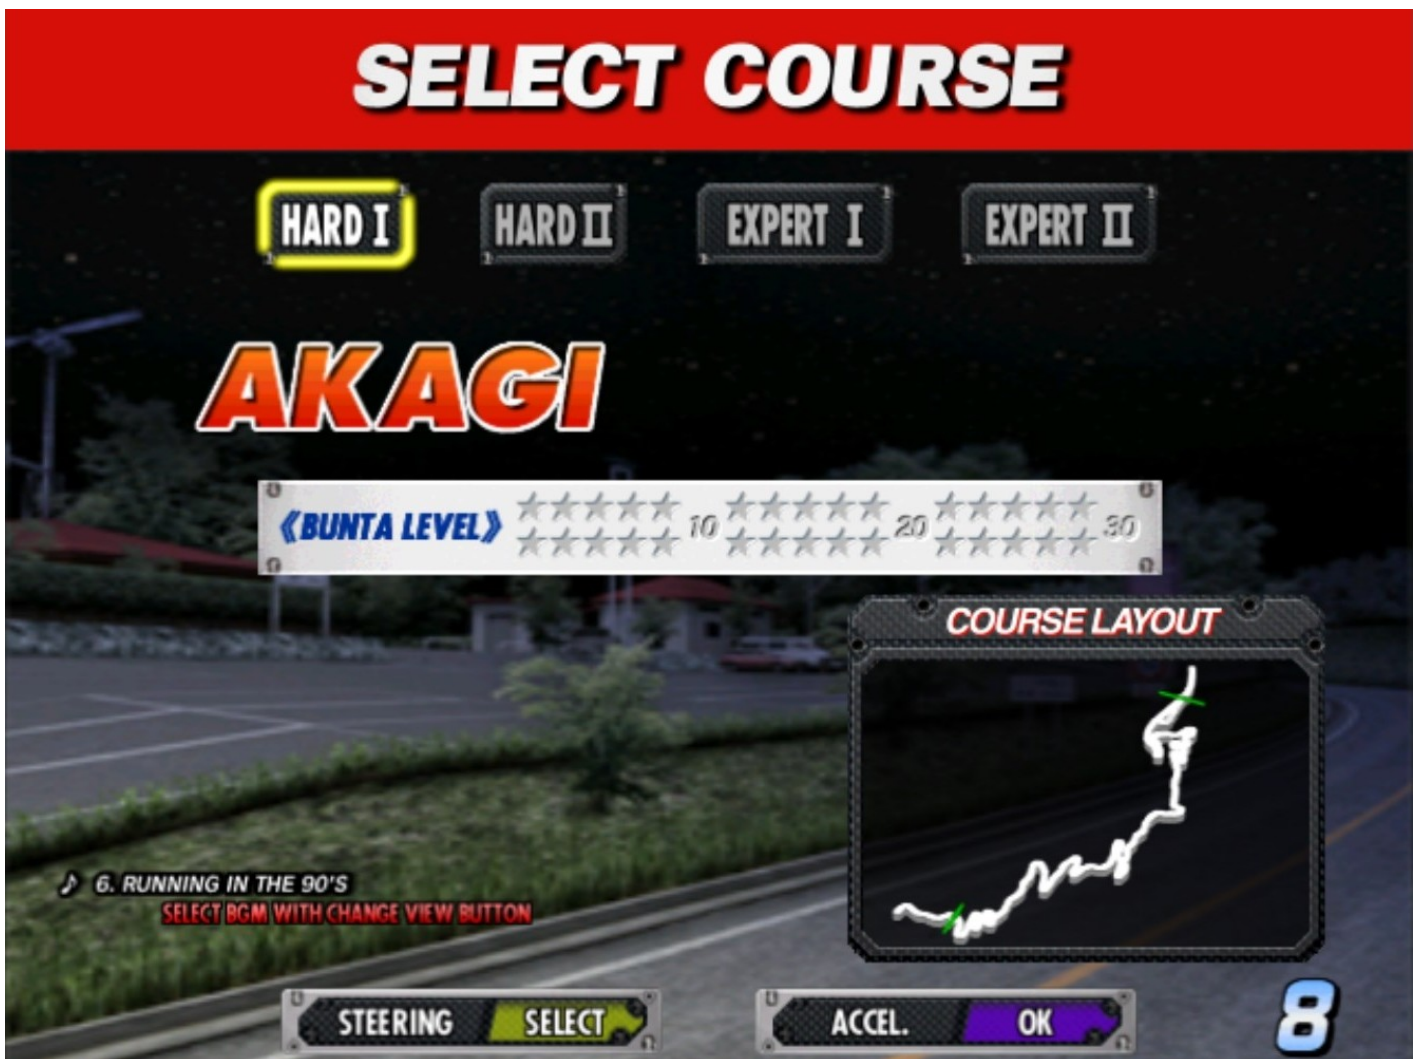 SELECT COURSE
HARD I HARD II EXPERT I EXPERT II
AKAGI
《BUNTA LEVEL》 ★★★★★ ★★★★★ 10 ★★★★★ ★★★★★ 20 ★★★★★ ★★★★★ 30
COURSE LAYOUT
♪ 6. RUNNING IN THE 90'S
SELECT BGM WITH CHANGE VIEW BUTTON
STEERING SELECT ACCEL. OK
8